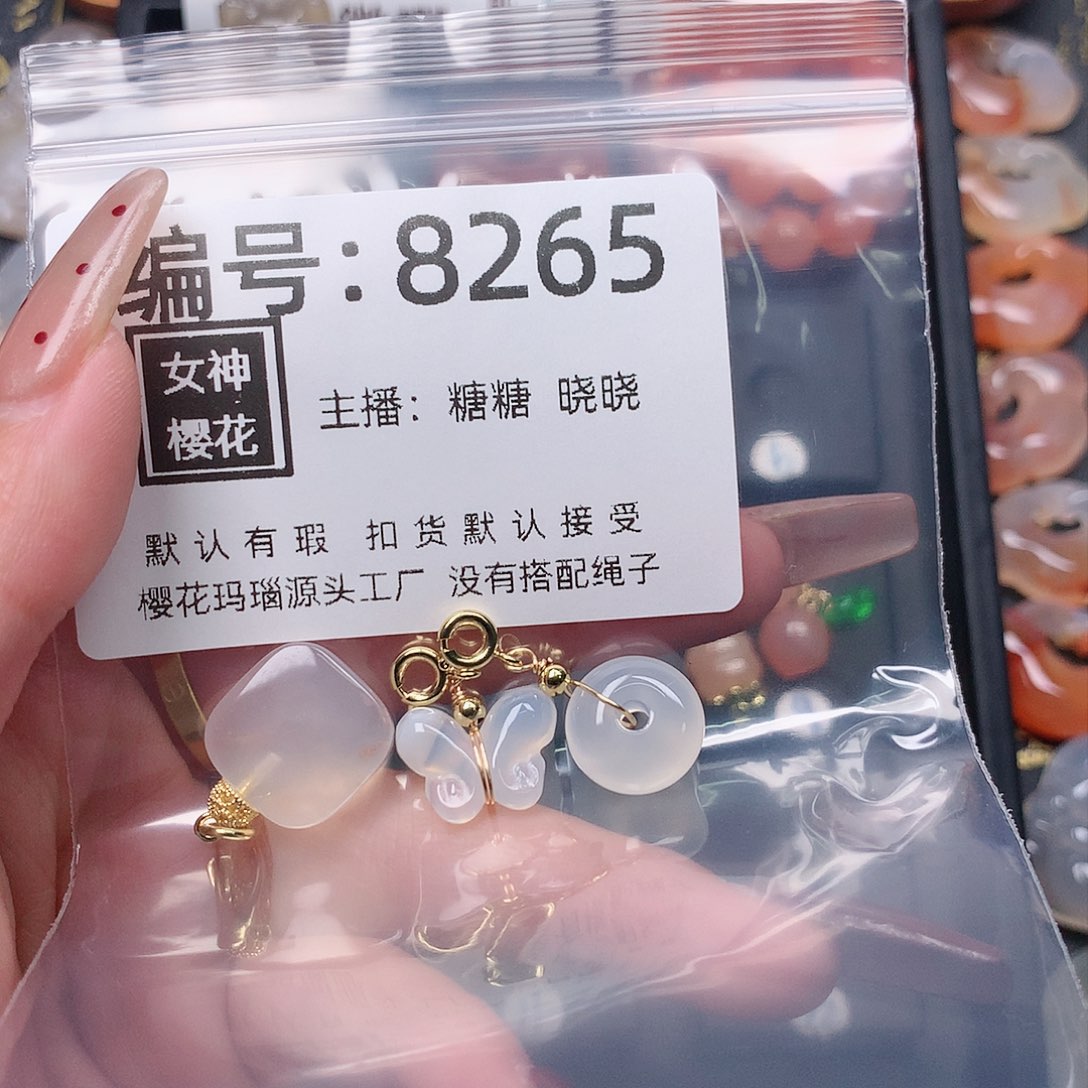 编号:8265
女神
樱花
主播: 糖糖 晓晓
默认有瑕 扣货默认接受
樱花玛瑙源头工厂 没有搭配绳子